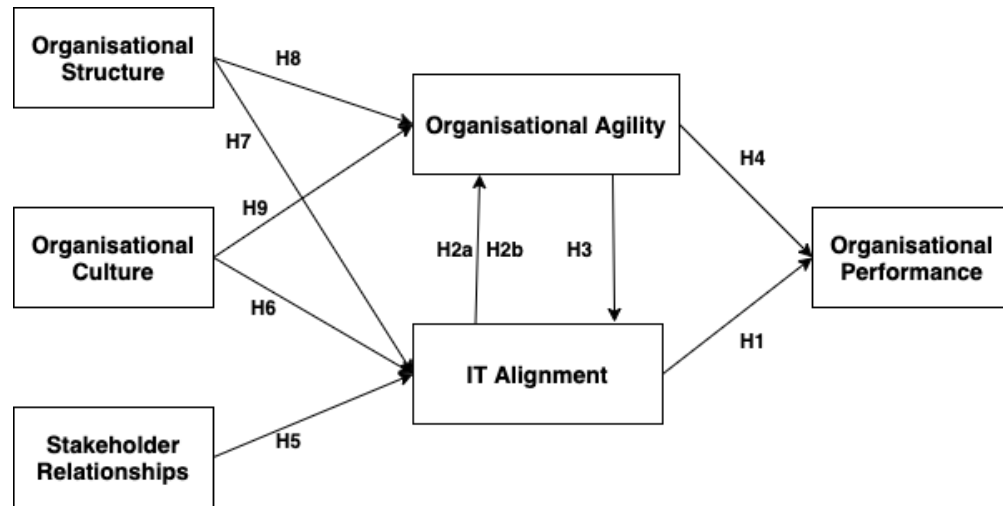 Organisational
Structure
H8
Organisational Agility
H7
H4
H9
Organisational
Culture
H2a
H2b
H3
Organisational
Performance
H6
H1
IT Alignment
H5
Stakeholder
Relationships